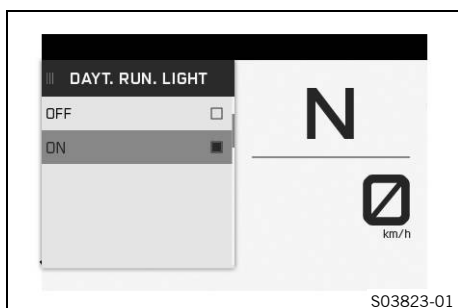 DAYT. RUN. LIGHT
OFF
ON
N
0
km/h
S03823-01